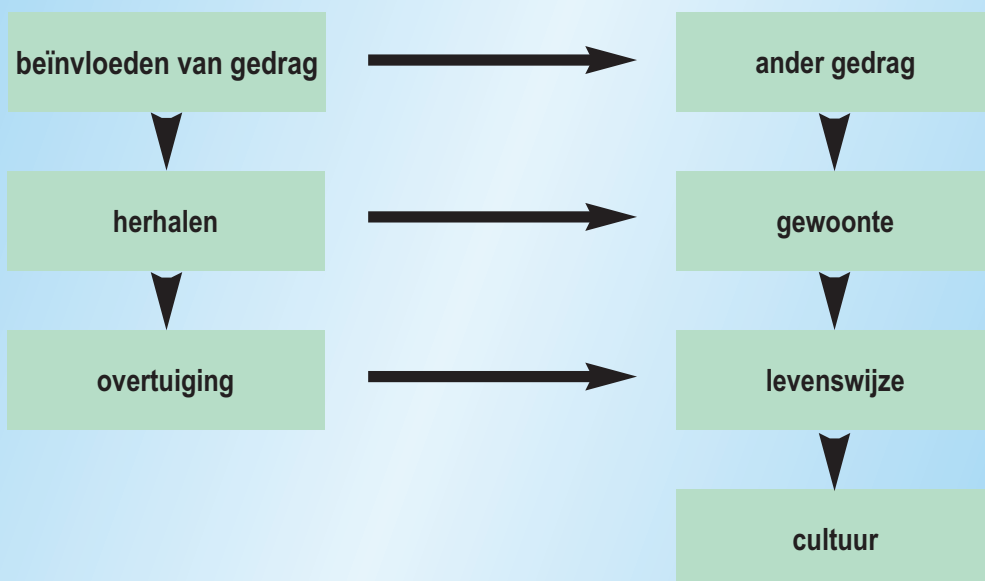 beïnvloeden van gedrag
ander gedrag
herhalen
gewoonte
overtuiging
levenswijze
cultuur